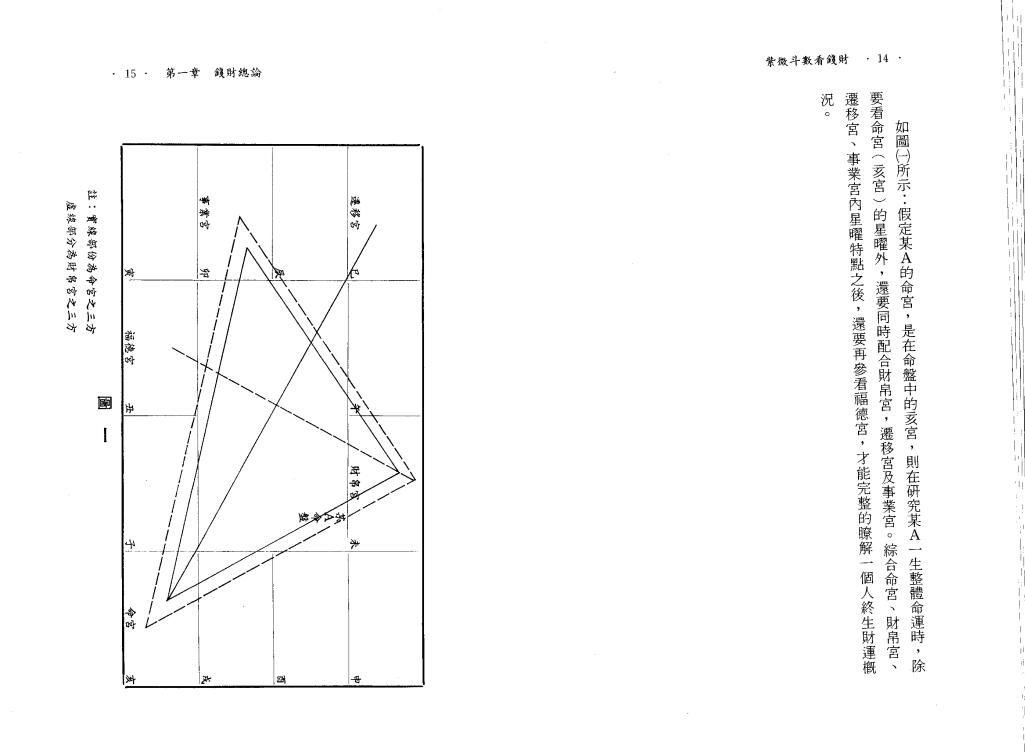 紫微斗數看錢財 ·14·
如圖㈠所示：假定某A的命宮，是在命盤中的亥宮，則在研究某A一生整體命運時，除
要看命宮（亥宮）的星曜外，還要同時配合財帛宮，遷移宮及事業宮。綜合命宮、財帛宮、
遷移宮、事業宮內星曜特點之後，還要再參看福德宮，才能完整的瞭解一個人終生財運概
況。
·15· 第一章 錢財總論
遷移宮
巳
午
財帛宮
未
申
辰
某A命盤
酉
事業宮
卯
戌
寅
福德宮
丑
子
命宮
亥
註：實線部份為命宮之三方
虛線部分為財帛宮之三方
圖一